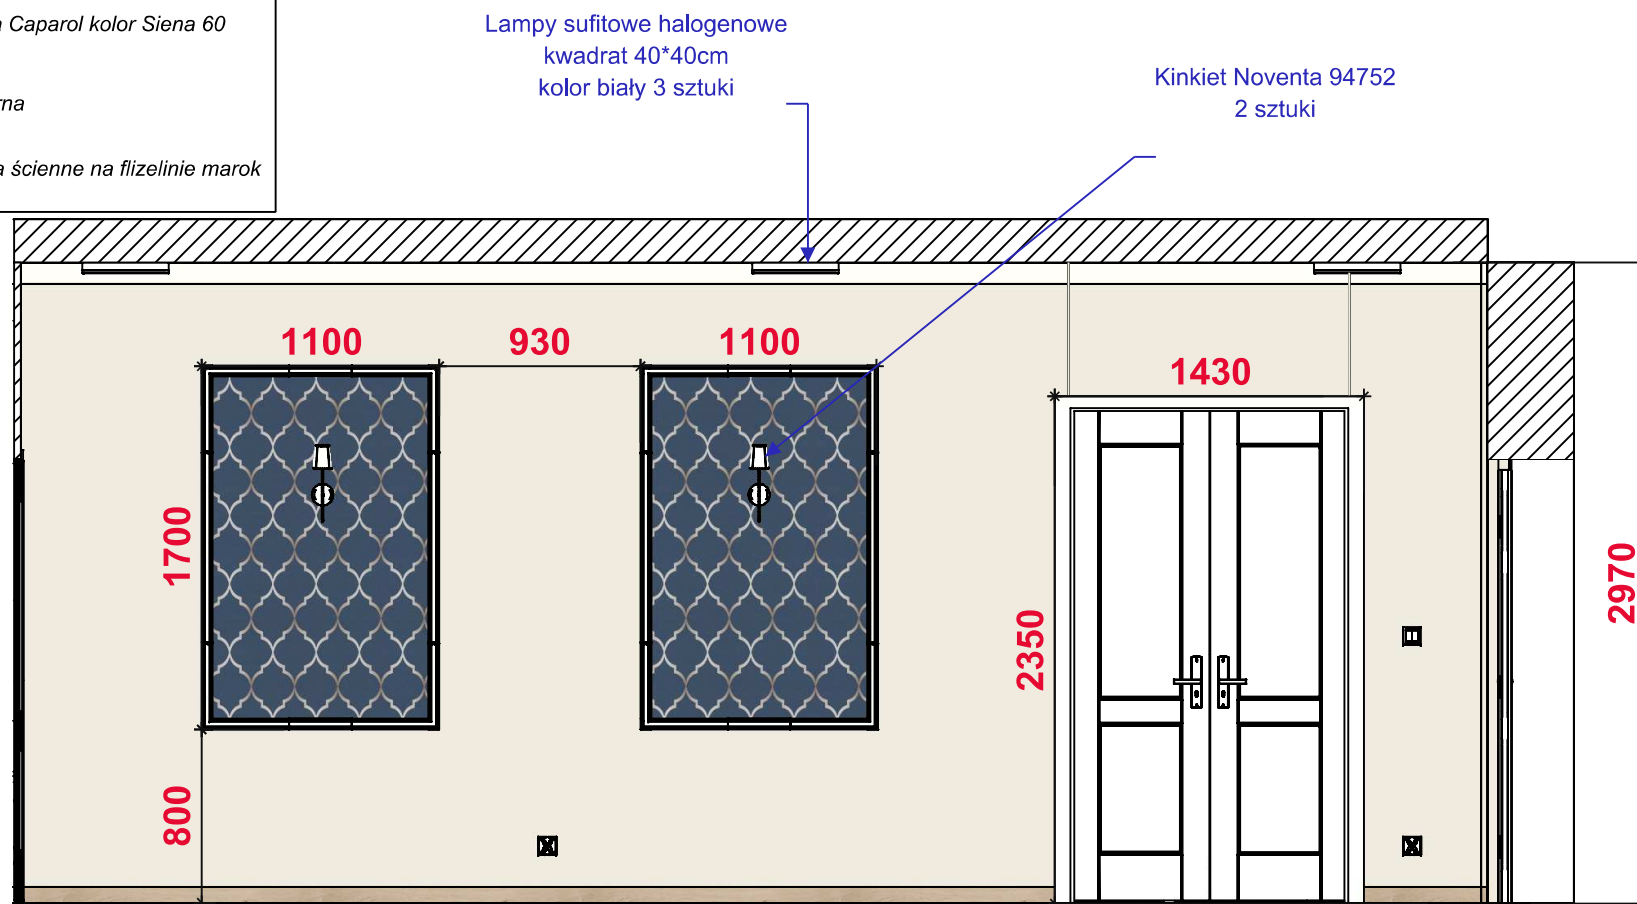 Caparol kolor Siena 60
ścienne na flizelinie marok
Lampy sufitowe halogenowe
kwadrat 40*40cm
kolor biały 3 sztuki
Kinkiet Noventa 94752
2 sztuki
1100
930
1100
1430
1700
2350
2970
800